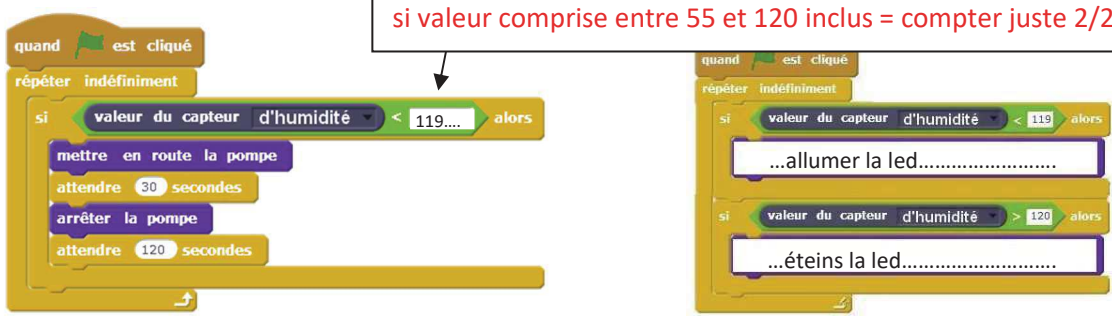 si valeur comprise entre 55 et 120 inclus = compter juste 2/2
quand est cliqué
répéter indéfiniment
si valeur du capteur d'humidité < 119.... alors
mettre en route la pompe
attendre 30 secondes
arrêter la pompe
attendre 120 secondes
quand est cliqué
répéter indéfiniment
si valeur du capteur d'humidité < 119 alors
...allumer la led……………………..
si valeur du capteur d'humidité > 120 alors
...éteins la led……………………….